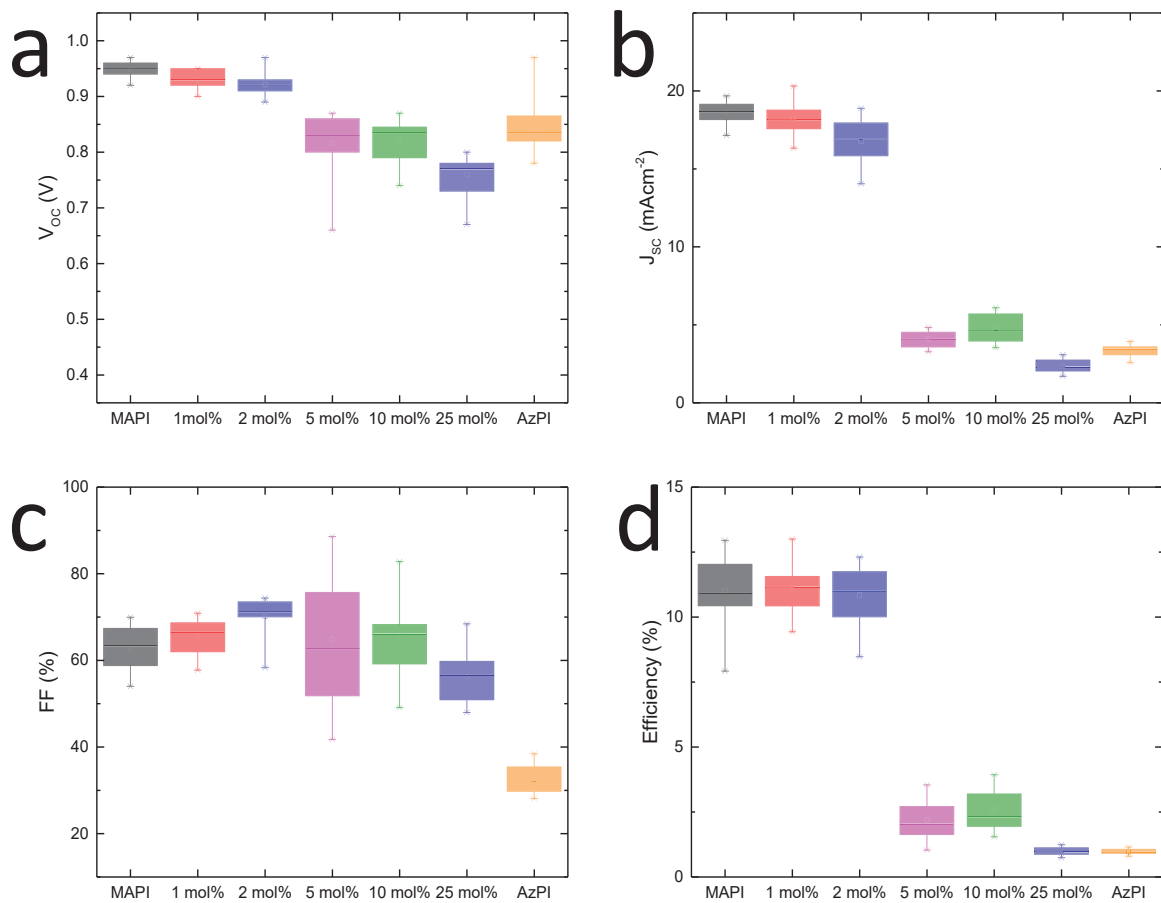 a
1.0
0.9
0.8
0.7
0.6
0.5
0.4
V_OC (V)
MAPI 1mol% 2 mol% 5 mol% 10 mol% 25 mol% AzPI
b
20
10
0
J_SC (mAcm⁻²)
MAPI 1 mol% 2 mol% 5 mol% 10 mol% 25 mol% AzPI
c
100
80
60
40
20
FF (%)
MAPI 1 mol% 2 mol% 5 mol% 10 mol% 25 mol% AzPI
d
15
10
5
0
Efficiency (%)
MAPI 1 mol% 2 mol% 5 mol% 10 mol% 25 mol% AzPI